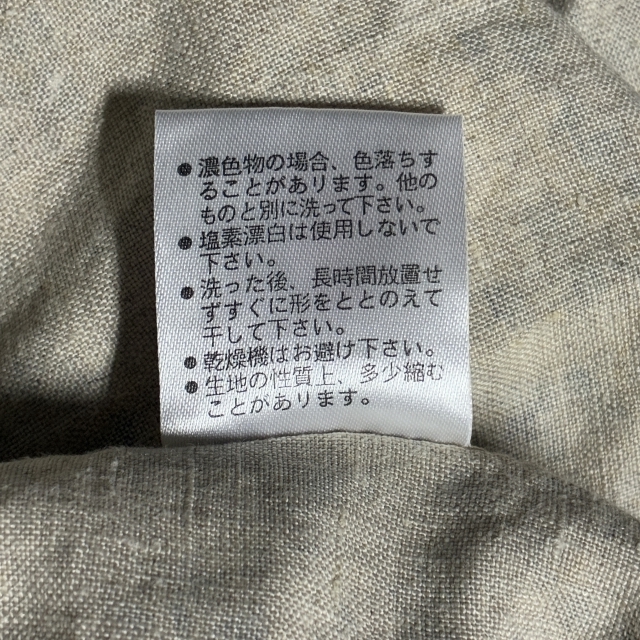 ● 濃色物の場合、色落ちす
ることがあります。他の
ものと別に洗って下さい。
● 塩素漂白は使用しないで
下さい。
● 洗った後、長時間放置せ
ずすぐに形をととのえて
干して下さい。
● 乾燥機はお避け下さい。
● 生地の性質上、多少縮む
ことがあります。